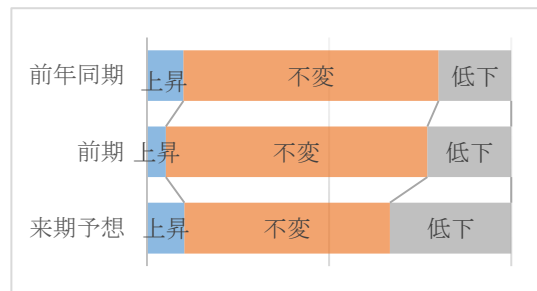 前年同期 上昇 不変 低下
前期 上昇 不変 低下
来期予想 上昇 不変 低下